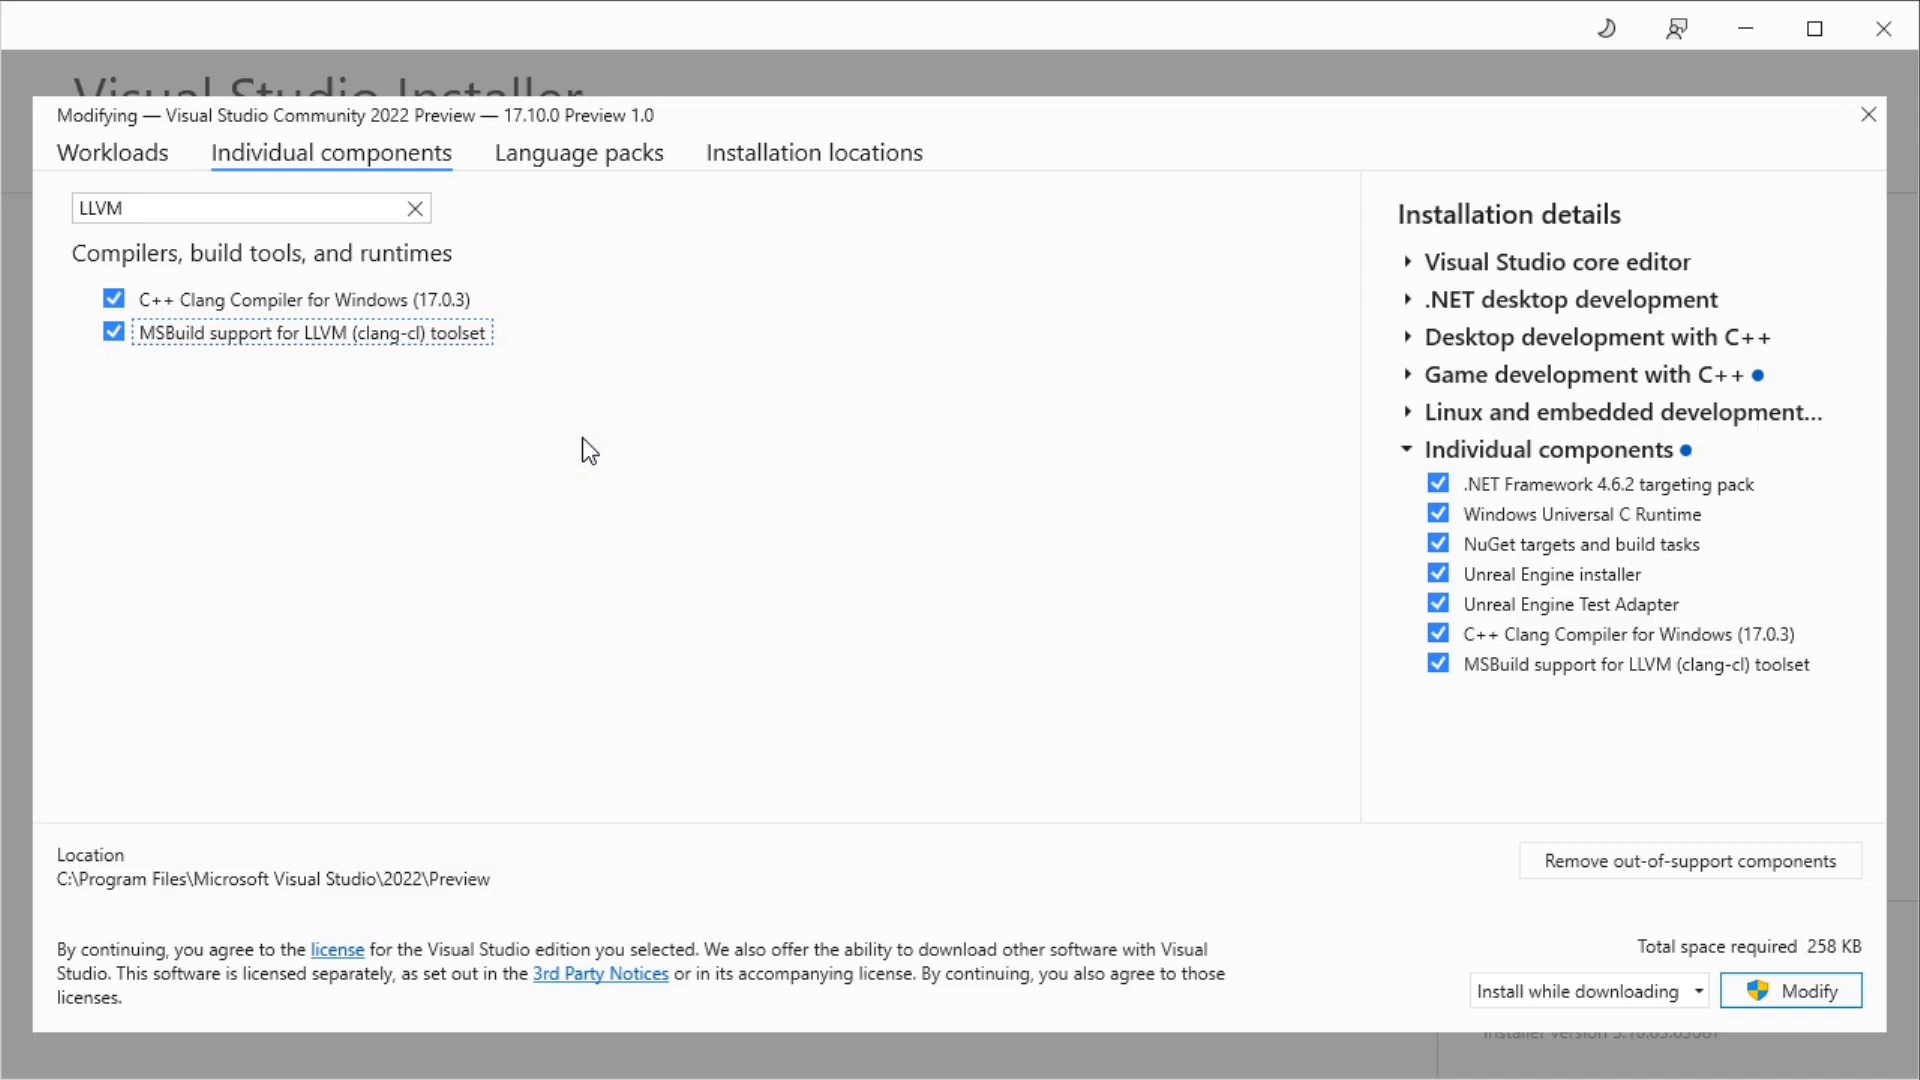 Visual Studio Installer
Modifying — Visual Studio Community 2022 Preview — 17.10.0 Preview 1.0
Workloads
Individual components
Language packs
Installation locations
LLVM
Compilers, build tools, and runtimes
C++ Clang Compiler for Windows (17.0.3)
MSBuild support for LLVM (clang-cl) toolset
Installation details
Visual Studio core editor
.NET desktop development
Desktop development with C++
Game development with C++
Linux and embedded development...
Individual components
.NET Framework 4.6.2 targeting pack
Windows Universal C Runtime
NuGet targets and build tasks
Unreal Engine installer
Unreal Engine Test Adapter
C++ Clang Compiler for Windows (17.0.3)
MSBuild support for LLVM (clang-cl) toolset
Location
C:\Program Files\Microsoft Visual Studio\2022\Preview
Remove out-of-support components
By continuing, you agree to the license for the Visual Studio edition you selected. We also offer the ability to download other software with Visual
Studio. This software is licensed separately, as set out in the 3rd Party Notices or in its accompanying license. By continuing, you also agree to those
licenses.
Total space required 258 KB
Install while downloading
Modify
Installer version